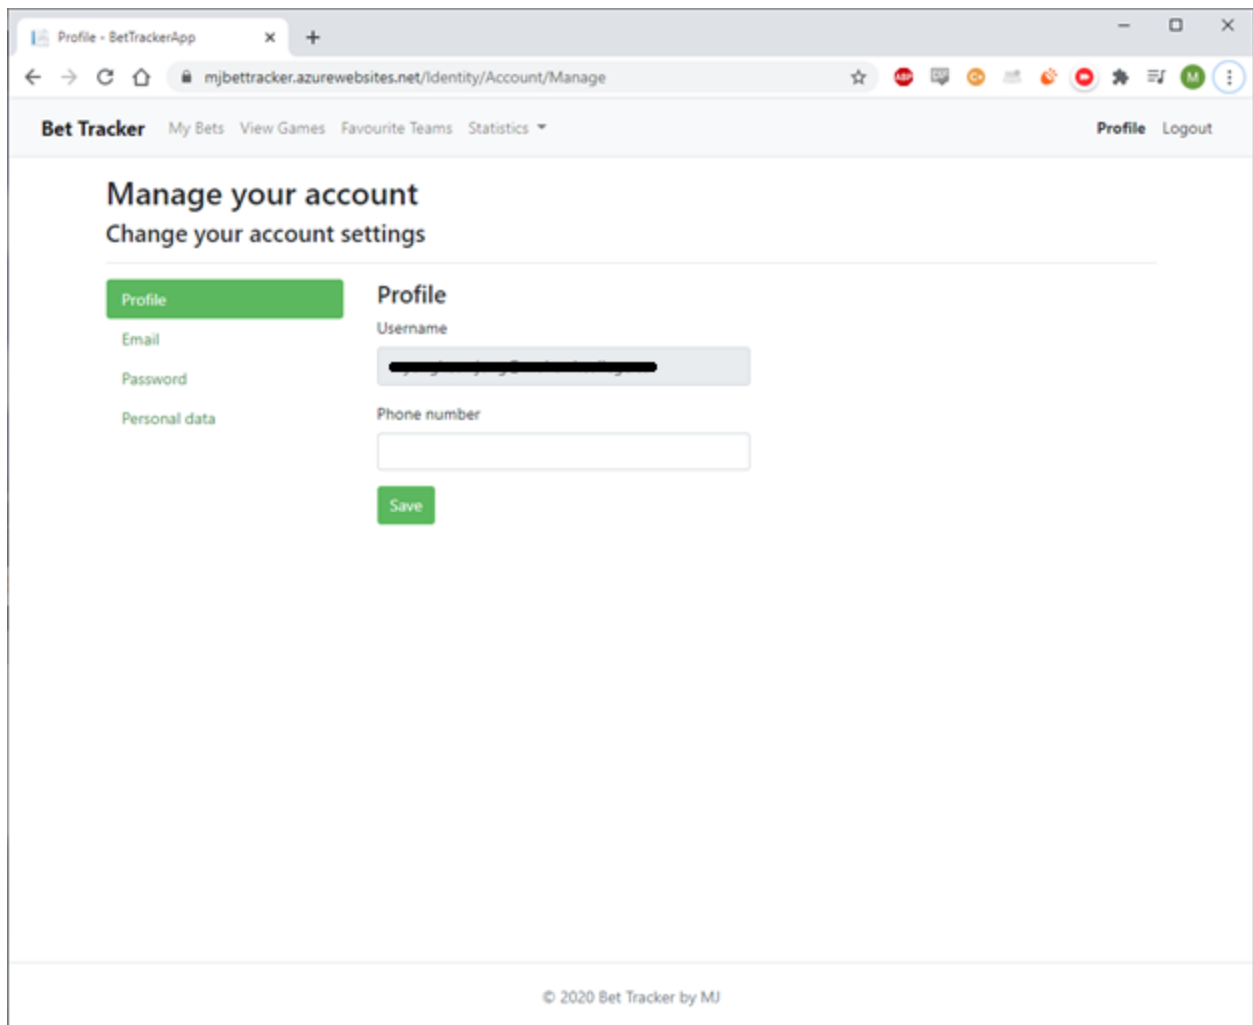 Profile - BetTrackerApp
mjbettracker.azurewebsites.net/Identity/Account/Manage
ABP
M
Bet Tracker My Bets View Games Favourite Teams Statistics Profile Logout
Manage your account
Change your account settings
Profile
Email
Password
Personal data
Profile
Username
Phone number
Save
© 2020 Bet Tracker by MJ